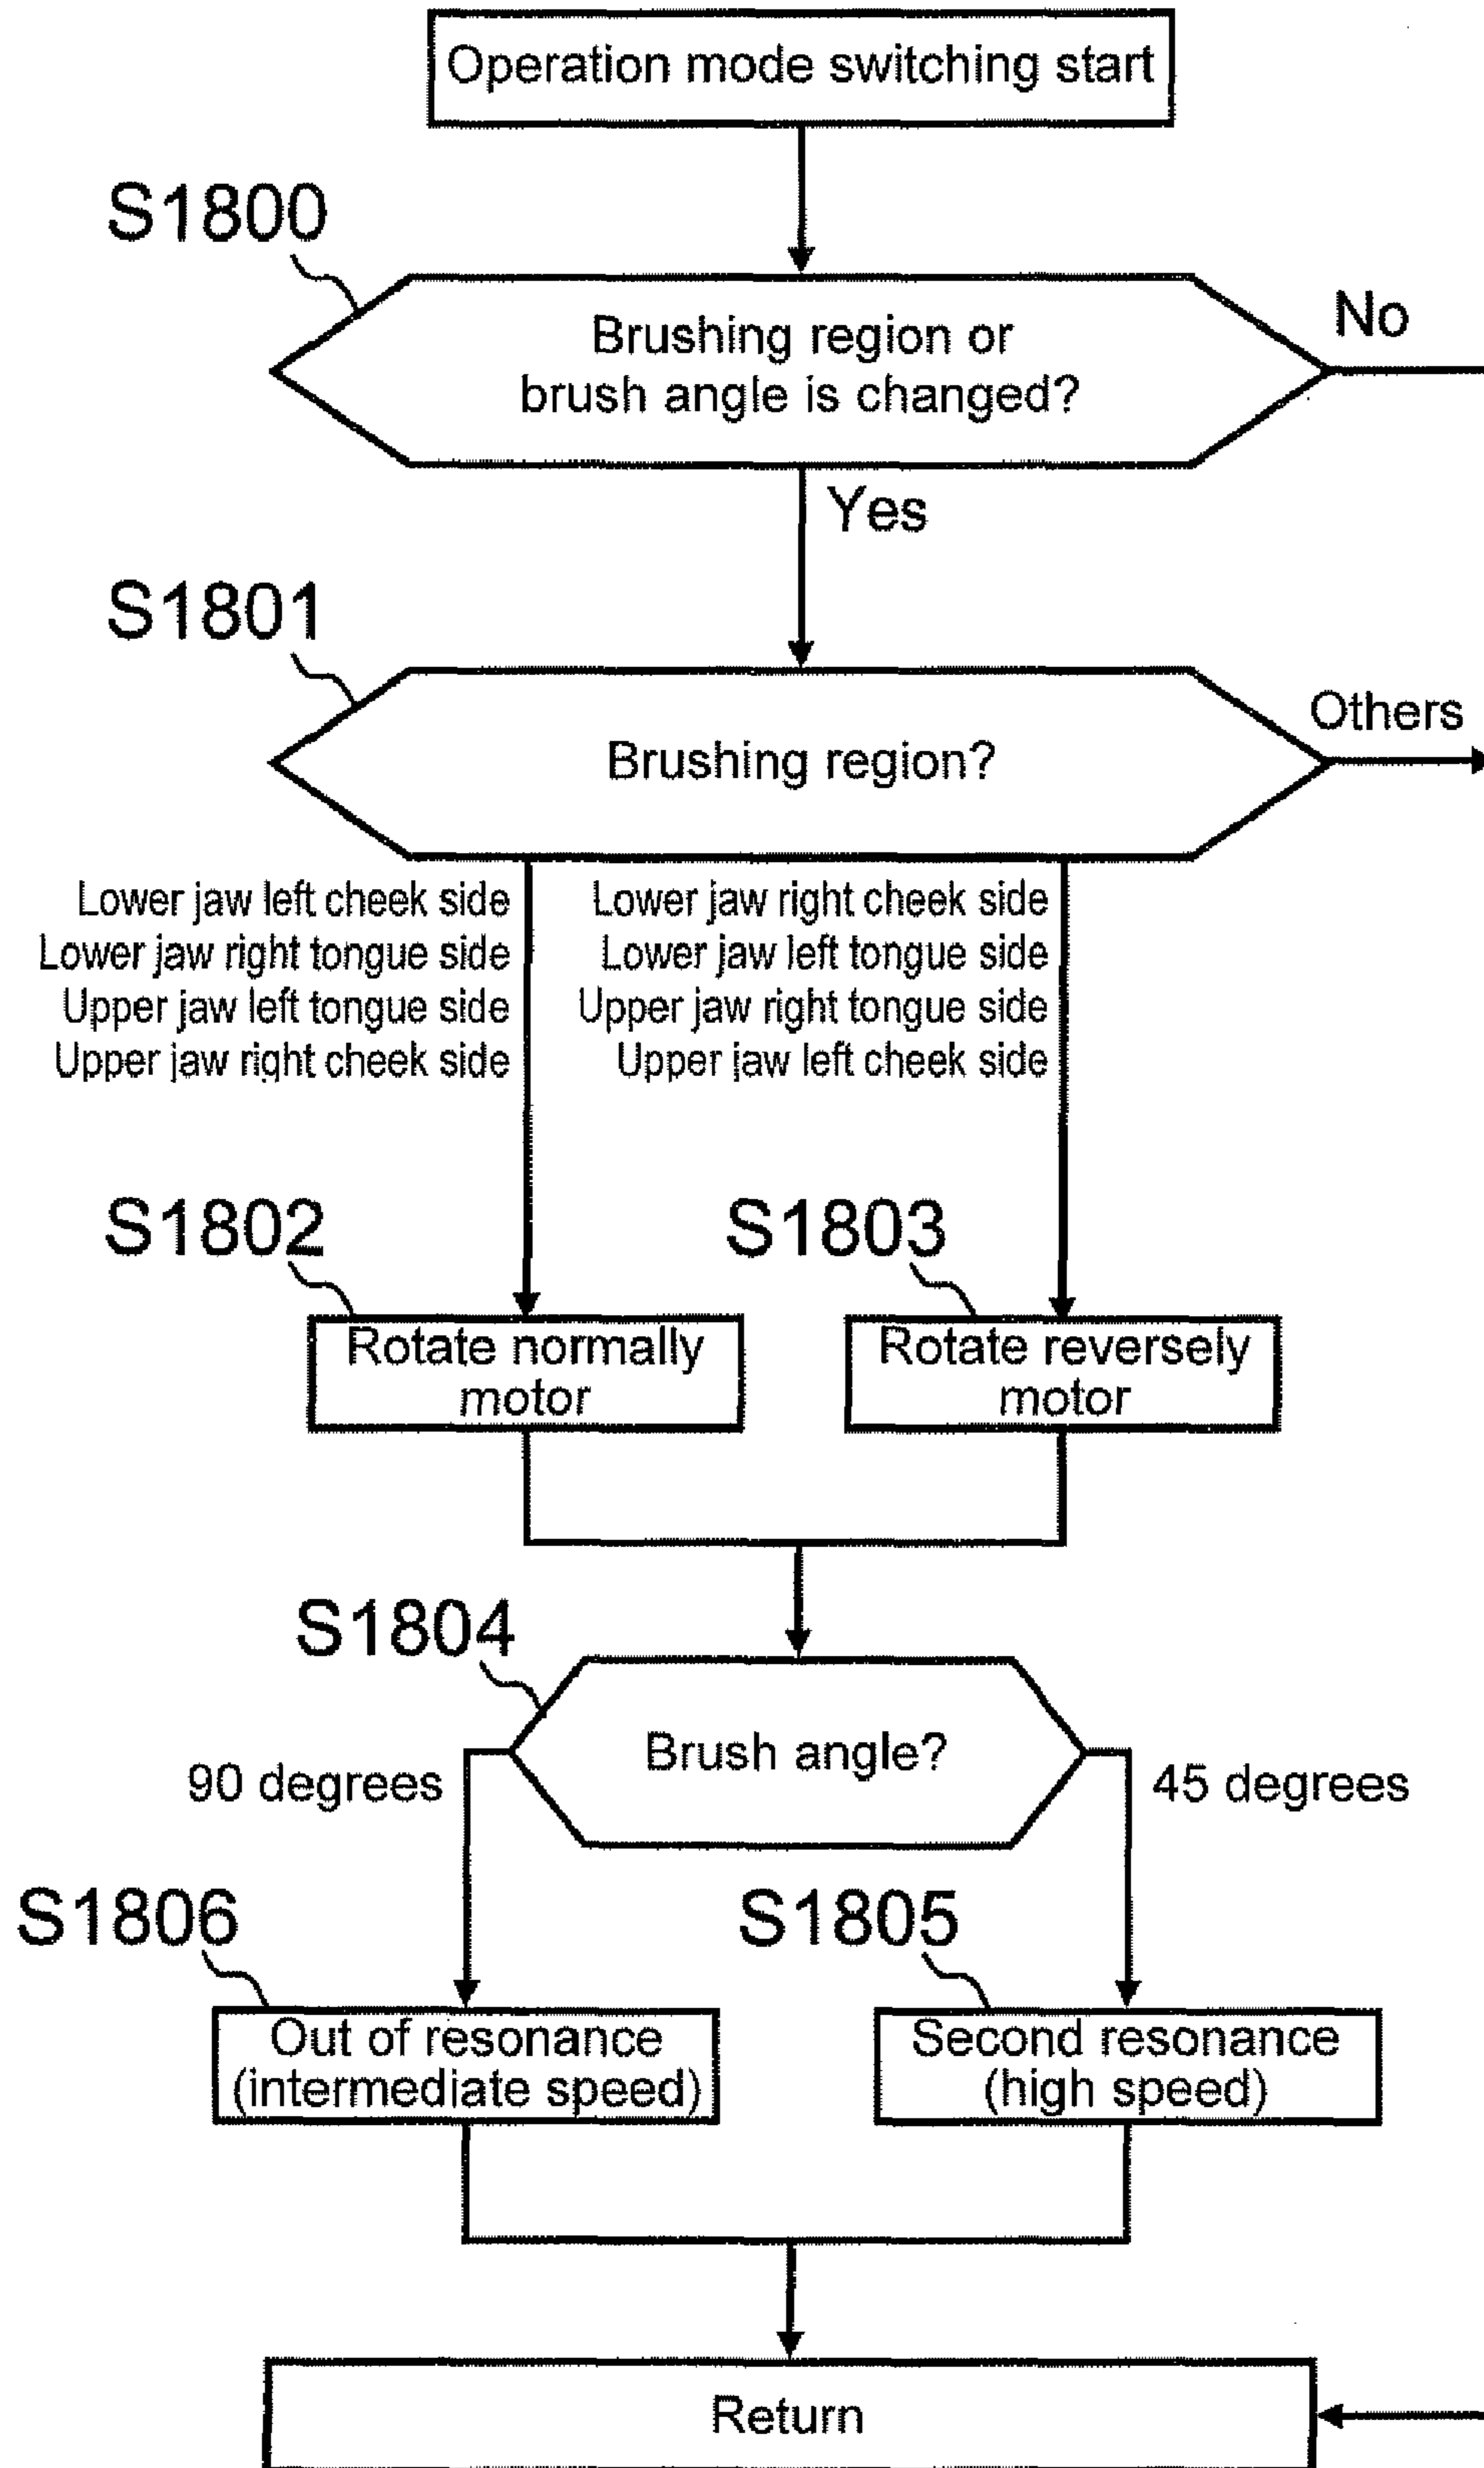 Operation mode switching start
S1800
Brushing region or
brush angle is changed?
No
Yes
S1801
Brushing region?
Others
Lower jaw left cheek side
Lower jaw right tongue side
Upper jaw left tongue side
Upper jaw right cheek side
Lower jaw right cheek side
Lower jaw left tongue side
Upper jaw right tongue side
Upper jaw left cheek side
S1802
Rotate normally
motor
S1803
Rotate reversely
motor
S1804
Brush angle?
90 degrees
45 degrees
S1806
Out of resonance
(intermediate speed)
S1805
Second resonance
(high speed)
Return